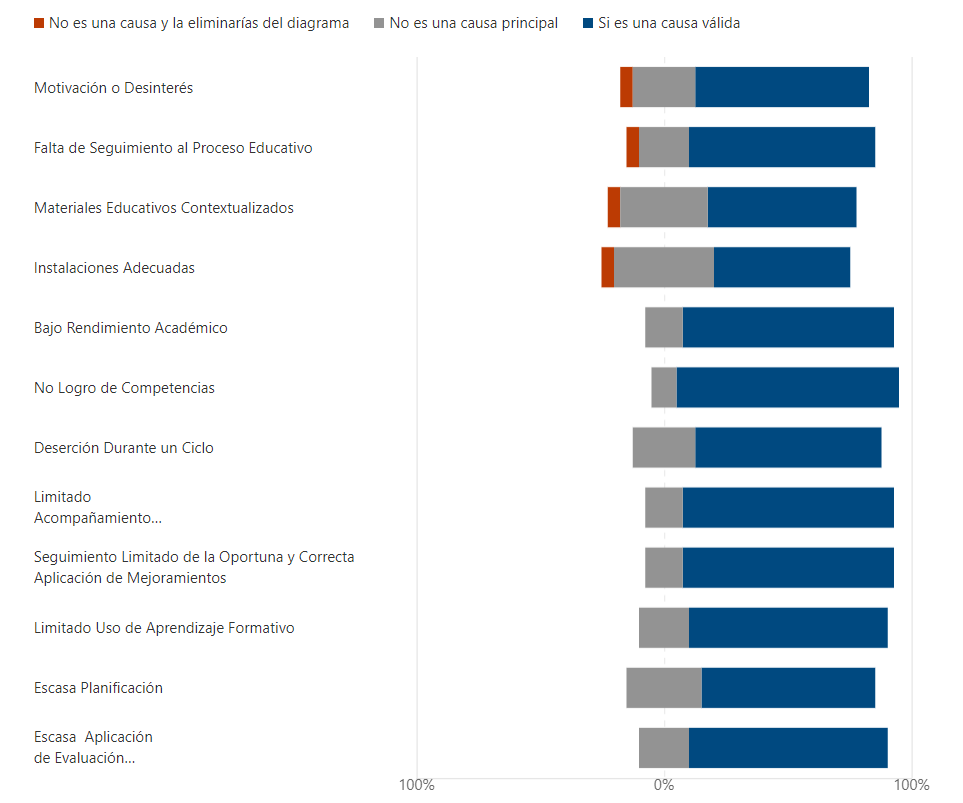 No es una causa y la eliminarías del diagrama No es una causa principal Si es una causa válida
Motivación o Desinterés
Falta de Seguimiento al Proceso Educativo
Materiales Educativos Contextualizados
Instalaciones Adecuadas
Bajo Rendimiento Académico
No Logro de Competencias
Deserción Durante un Ciclo
Limitado
Acompañamiento...
Seguimiento Limitado de la Oportuna y Correcta
Aplicación de Mejoramientos
Limitado Uso de Aprendizaje Formativo
Escasa Planificación
Escasa  Aplicación
de Evaluación...
100% 0% 100%